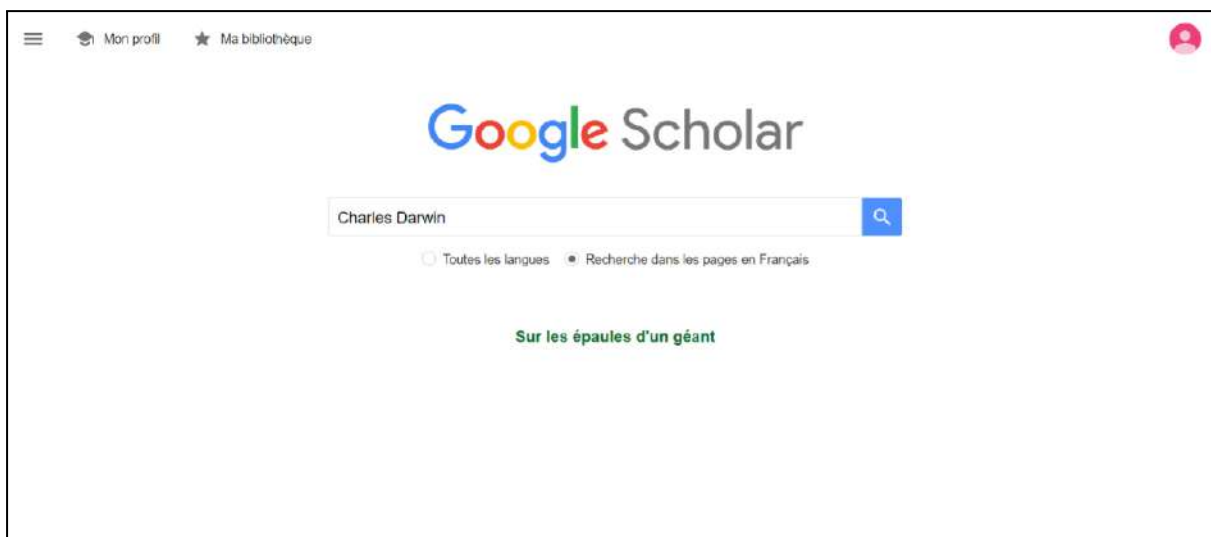 Mon profil Ma bibliothèque
Google Scholar
Charles Darwin
Toutes les langues Recherche dans les pages en Français
Sur les épaules d'un géant